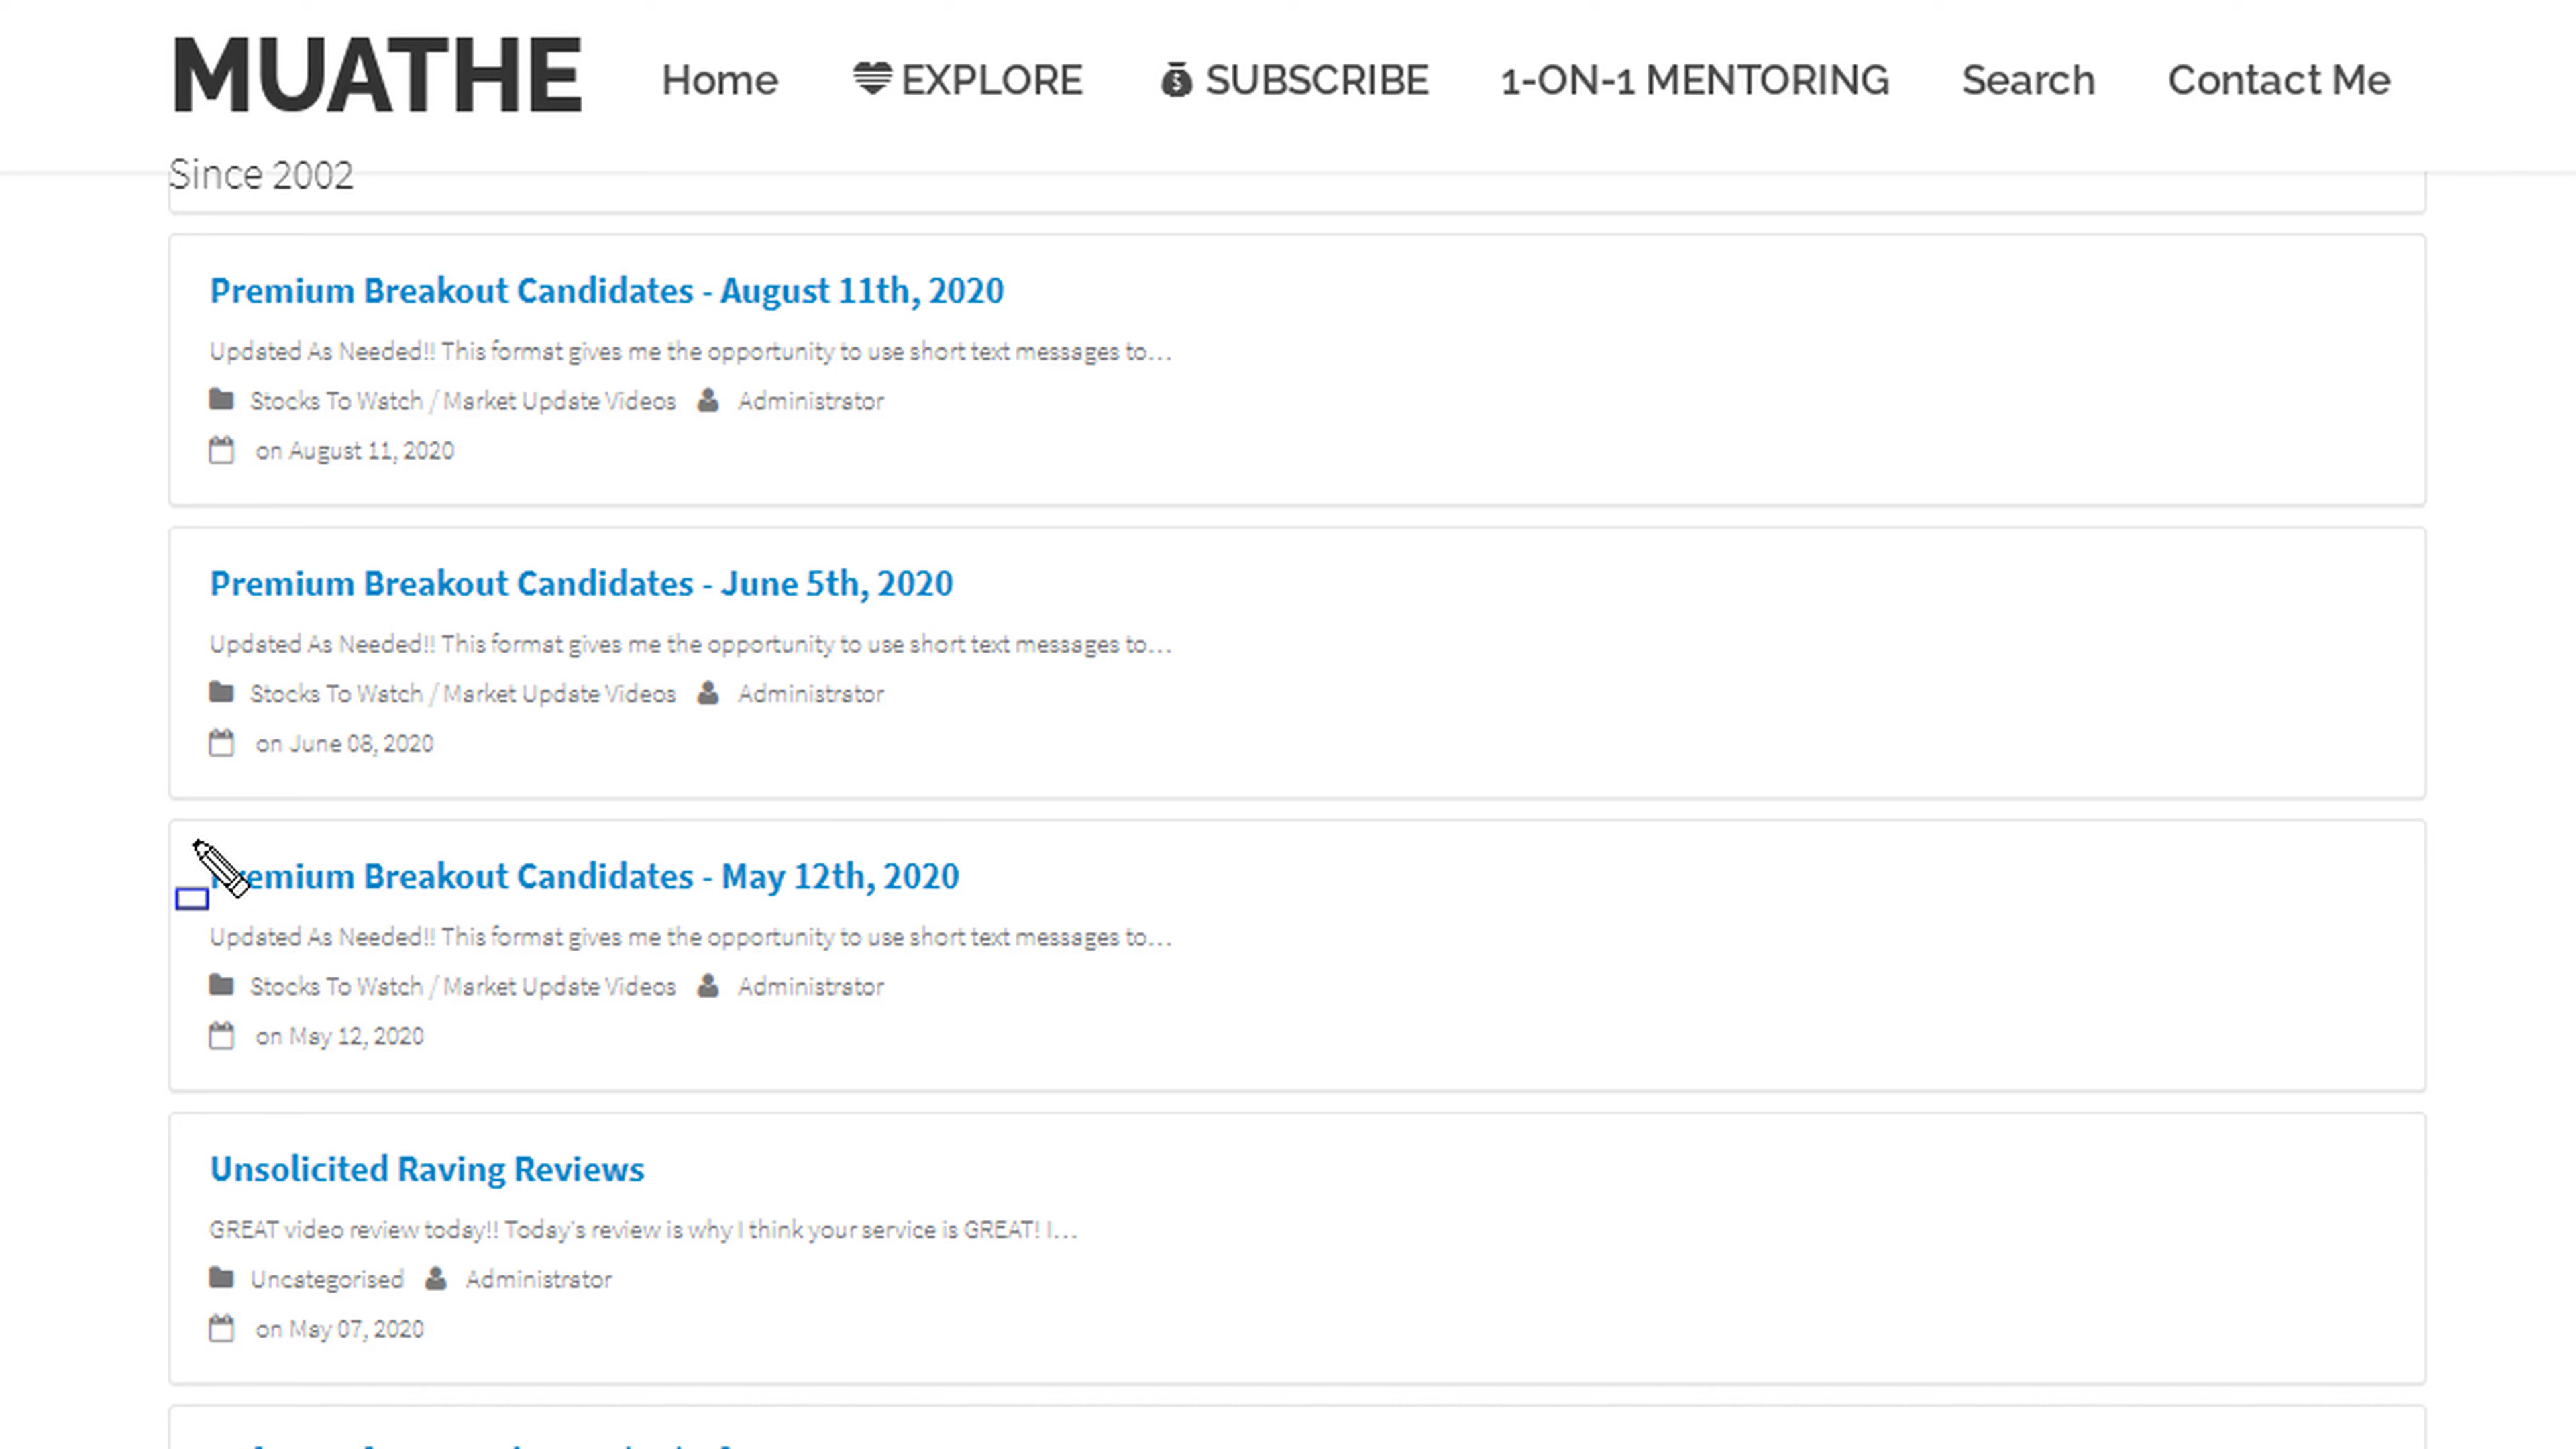 MUATHE Home EXPLORE SUBSCRIBE 1-ON-1 MENTORING Search Contact Me
Since 2002
Premium Breakout Candidates - August 11th, 2020
Updated As Needed!! This format gives me the opportunity to use short text messages to...
Stocks To Watch / Market Update Videos Administrator
on August 11, 2020
Premium Breakout Candidates - June 5th, 2020
Updated As Needed!! This format gives me the opportunity to use short text messages to...
Stocks To Watch / Market Update Videos Administrator
on June 08, 2020
Premium Breakout Candidates - May 12th, 2020
Updated As Needed!! This format gives me the opportunity to use short text messages to...
Stocks To Watch / Market Update Videos Administrator
on May 12, 2020
Unsolicited Raving Reviews
GREAT video review today!! Today's review is why I think your service is GREAT! I...
Uncategorised Administrator
on May 07, 2020